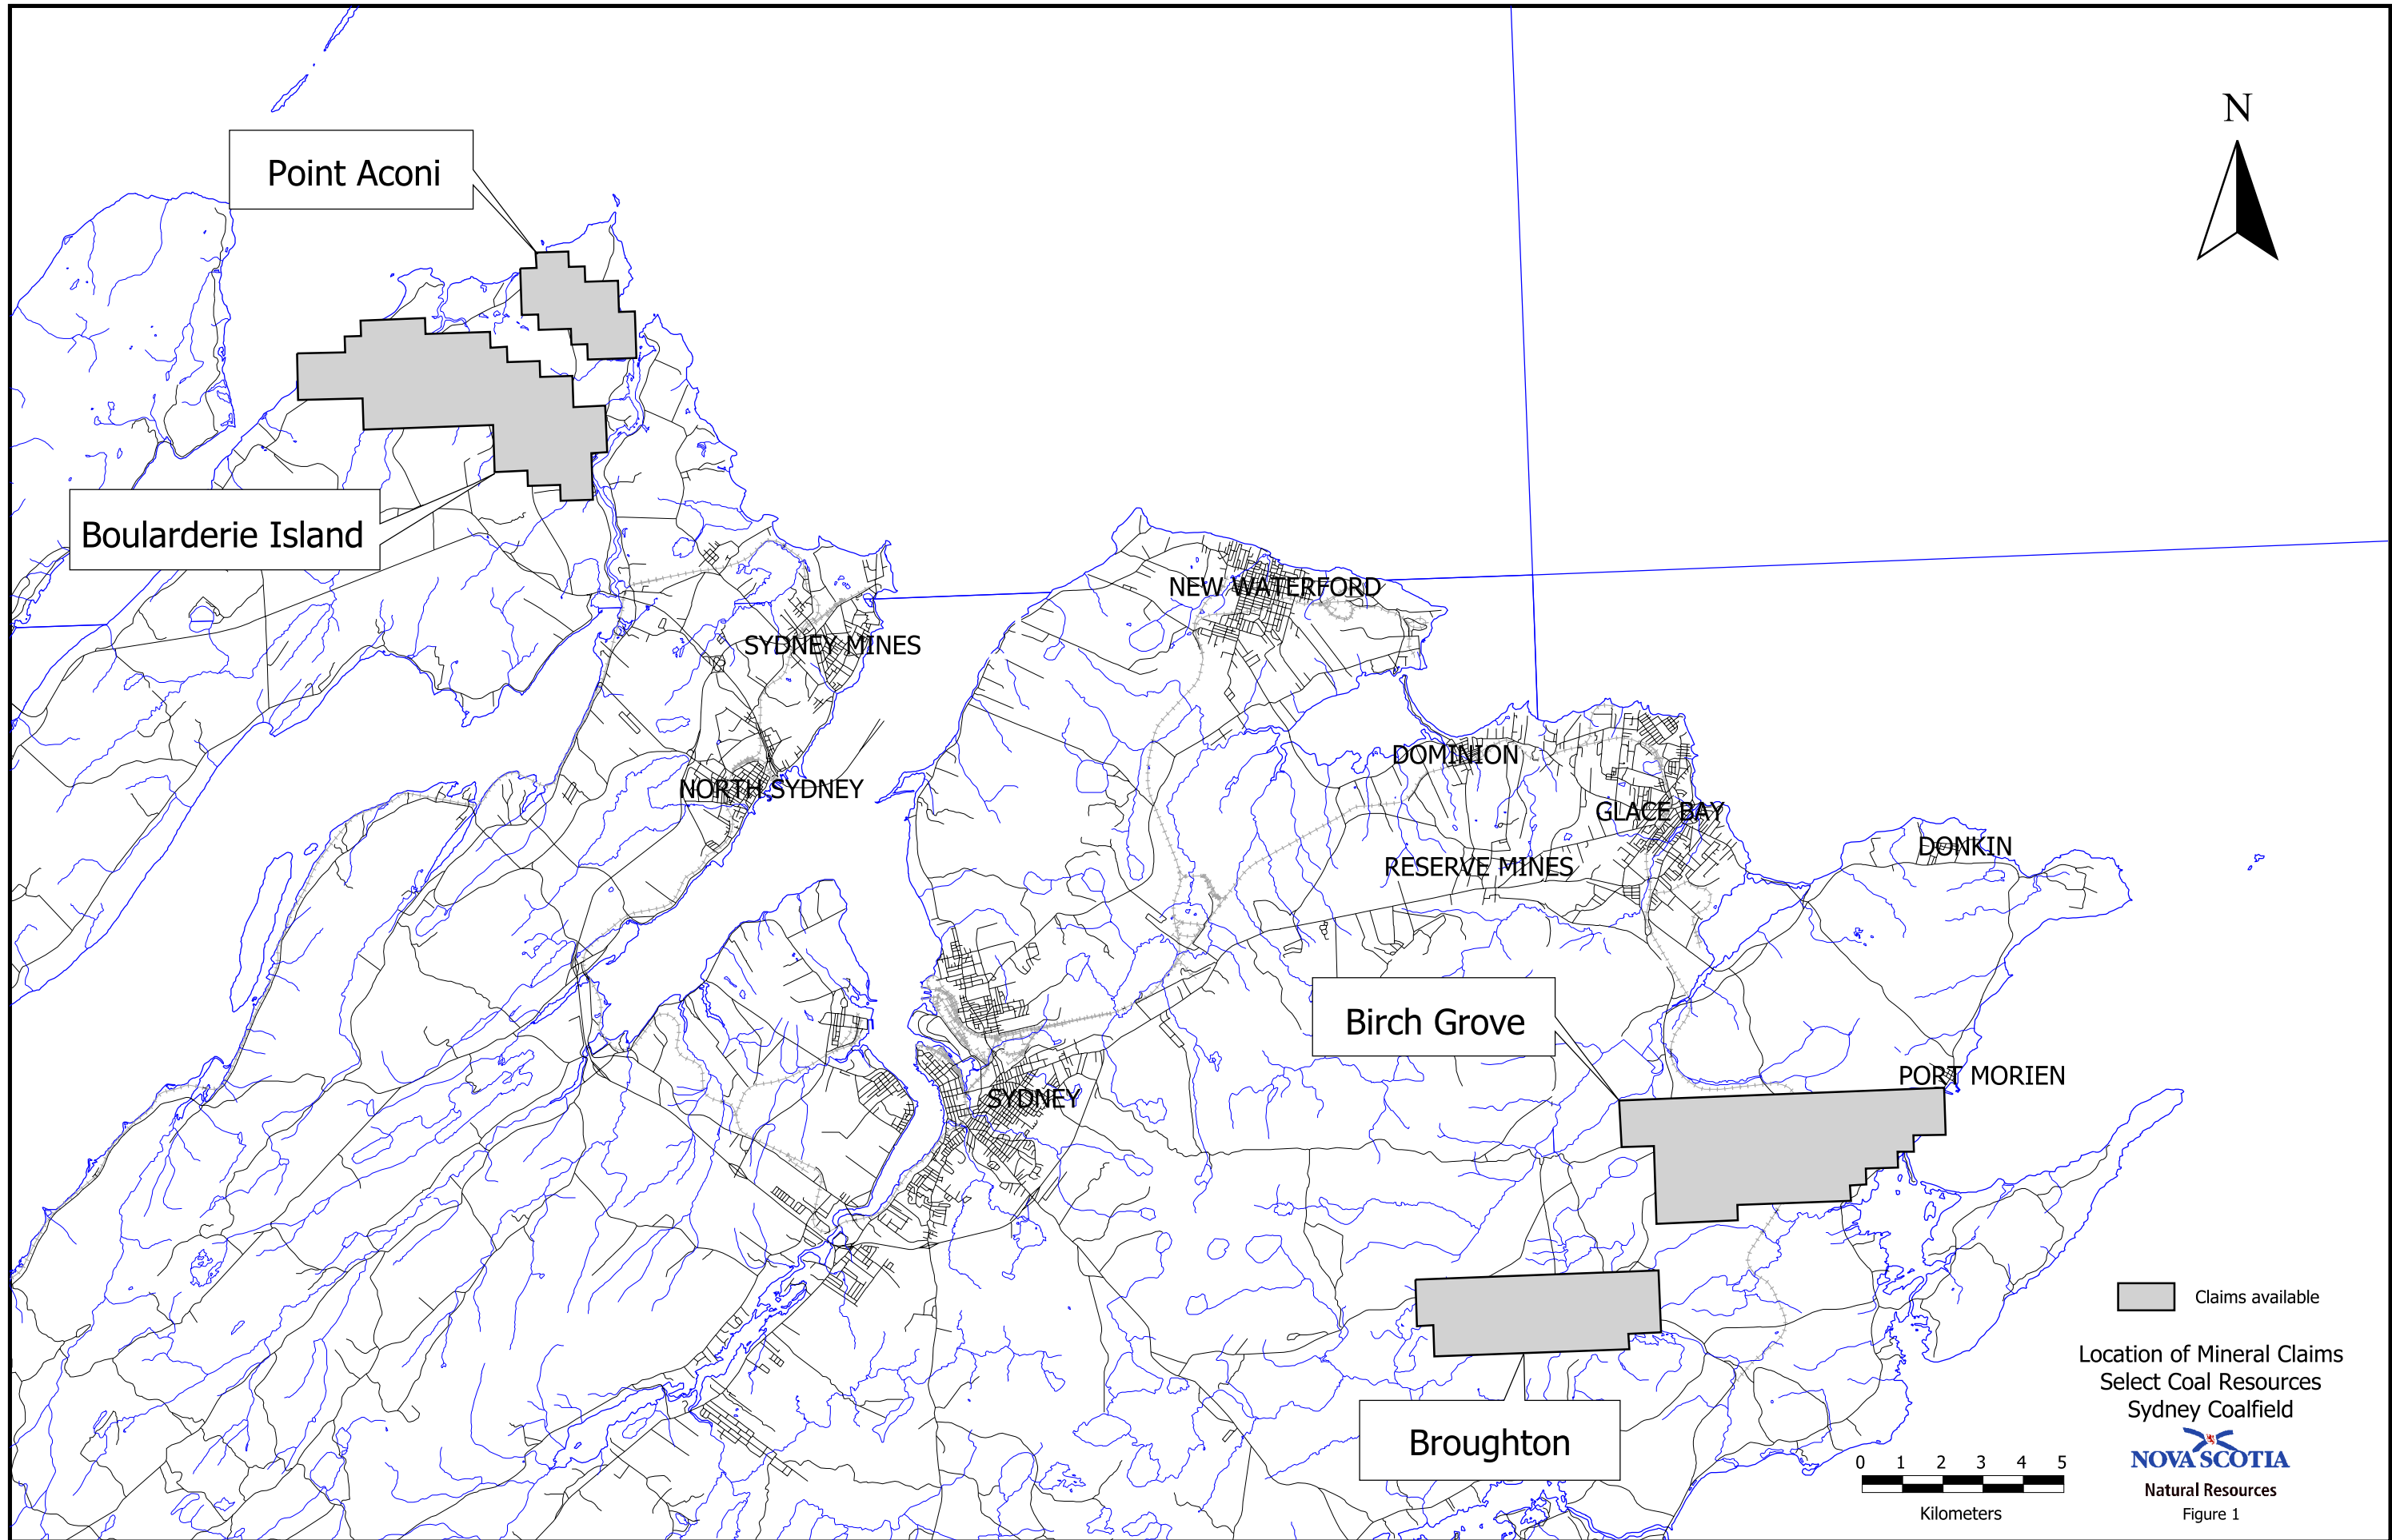 N
Point Aconi
Boularderie Island
NEW WATERFORD
SYDNEY MINES
DOMINION
NORTH SYDNEY
GLACE BAY
DONKIN
RESERVE MINES
Birch Grove
PORT MORIEN
SYDNEY
Claims available
Location of Mineral Claims
Select Coal Resources
Sydney Coalfield
Broughton
NOVA SCOTIA
0 1 2 3 4 5
Natural Resources
Kilometers
Figure 1